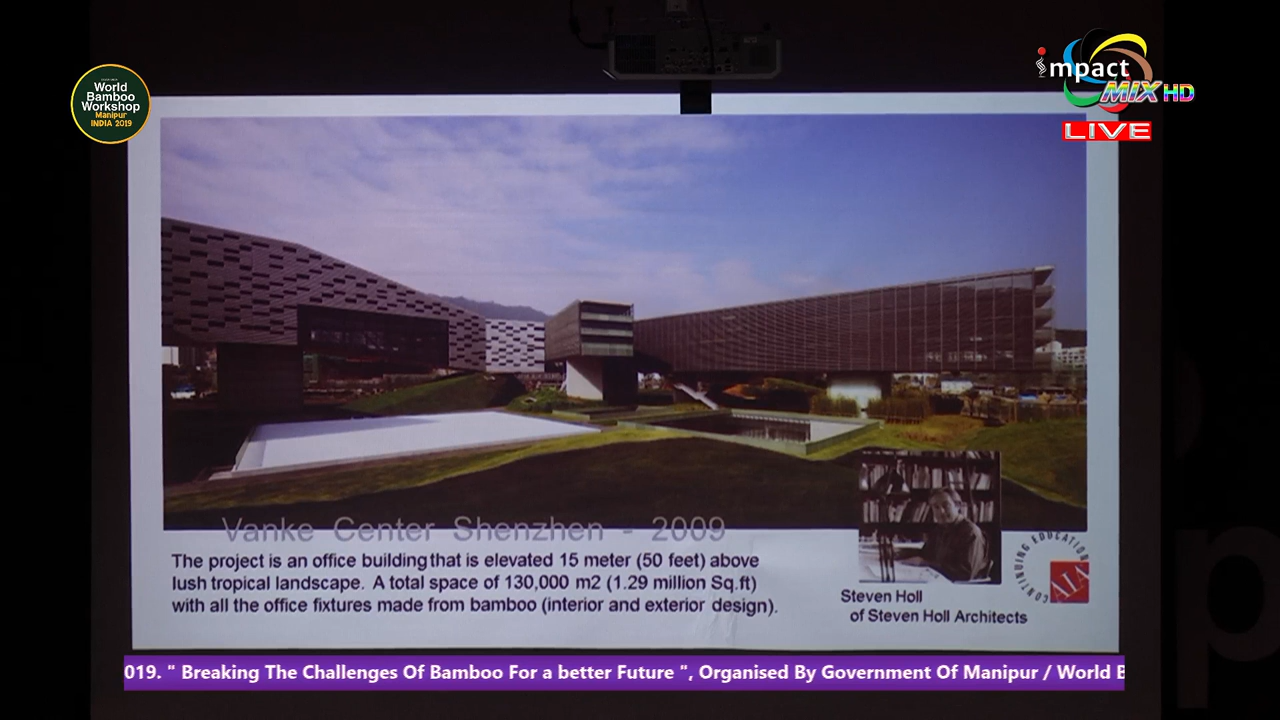 World
Bamboo
Workshop
Manipur
INDIA 2019
impact
MIX HD
LIVE
Vanke Center Shenzhen - 2009
The project is an office building that is elevated 15 meter (50 feet) above
lush tropical landscape. A total space of 130,000 m2 (1.29 million Sq.ft)
with all the office fixtures made from bamboo (interior and exterior design).
Steven Holl
of Steven Holl Architects
CONTINUING EDUCATION
AIA
019. " Breaking The Challenges Of Bamboo For a better Future ", Organised By Government Of Manipur / World B